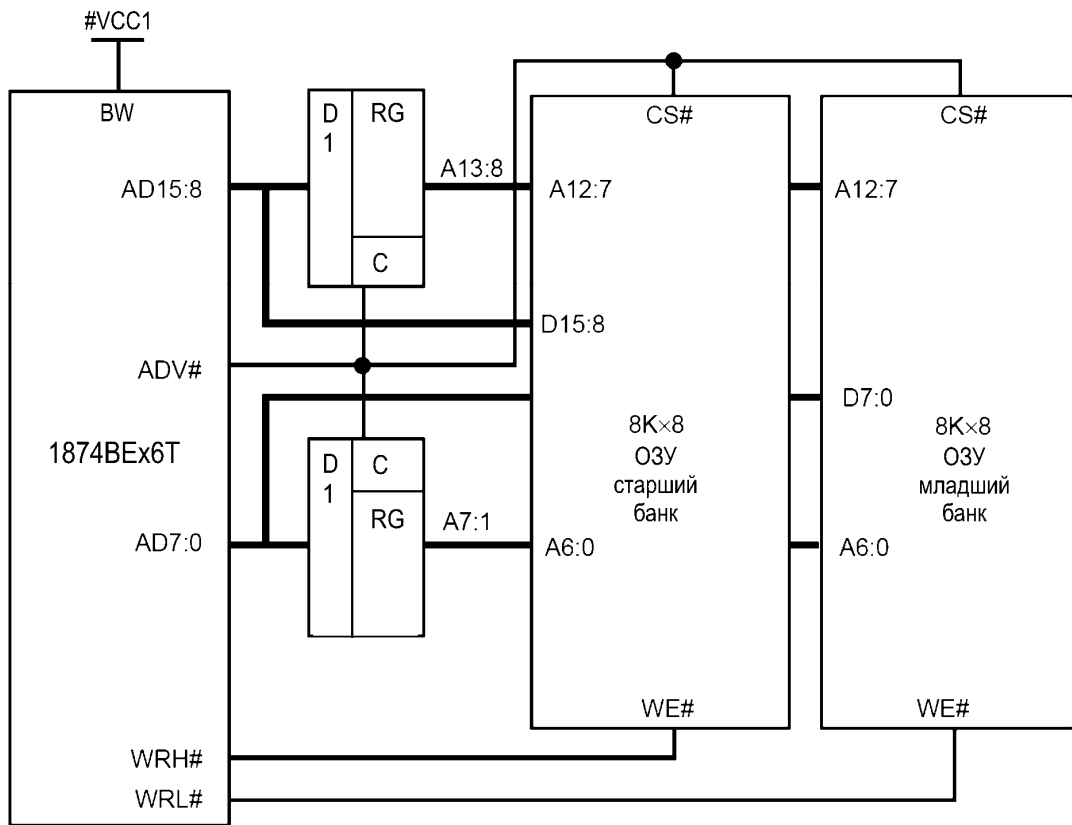 #VCC1
BW
AD15:8
ADV#
1874ВЕх6Т
AD7:0
WRH#
WRL#
D
1
RG
C
A13:8
D
1
C
RG
A7:1
CS#
A12:7
D15:8
8K×8
ОЗУ
старший
банк
A6:0
WE#
CS#
A12:7
D7:0
8K×8
ОЗУ
младший
банк
A6:0
WE#